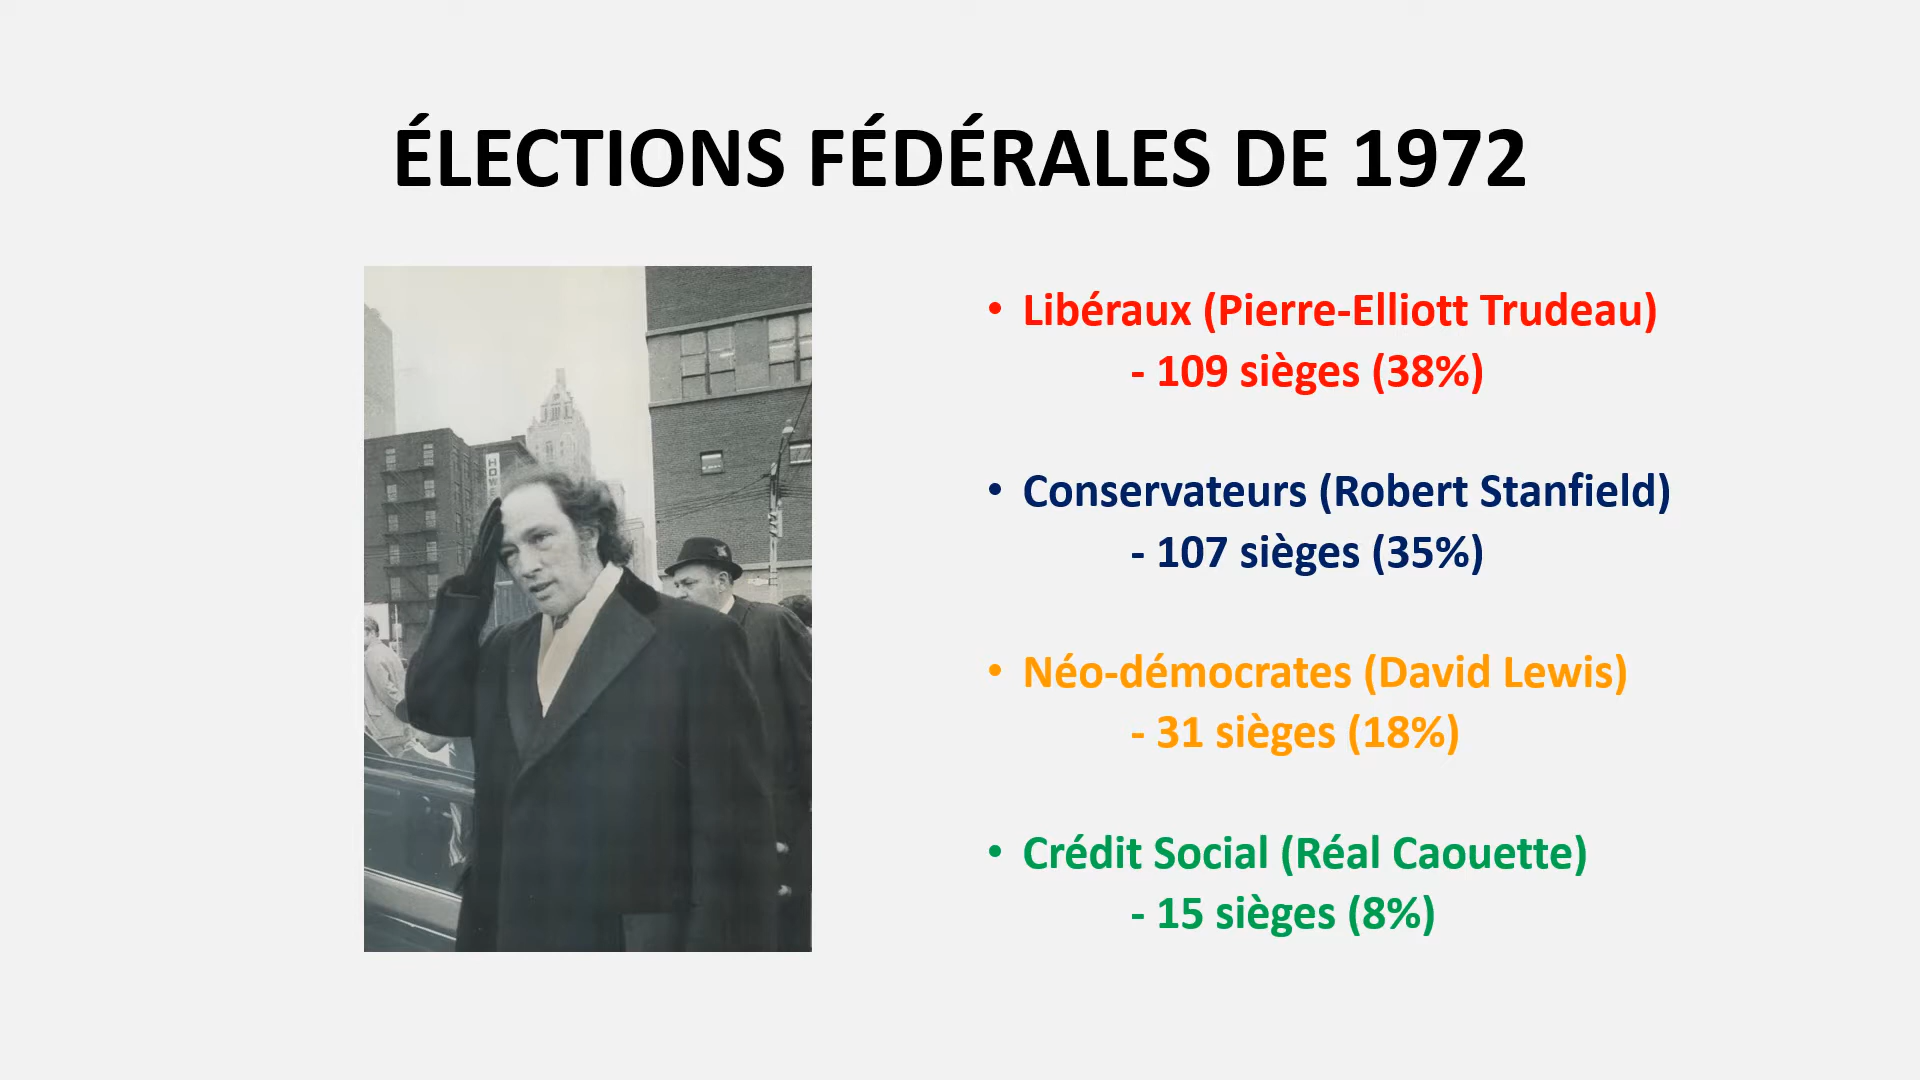 ÉLECTIONS FÉDÉRALES DE 1972
• Libéraux (Pierre-Elliott Trudeau)
- 109 sièges (38%)
• Conservateurs (Robert Stanfield)
- 107 sièges (35%)
• Néo-démocrates (David Lewis)
- 31 sièges (18%)
• Crédit Social (Réal Caouette)
- 15 sièges (8%)